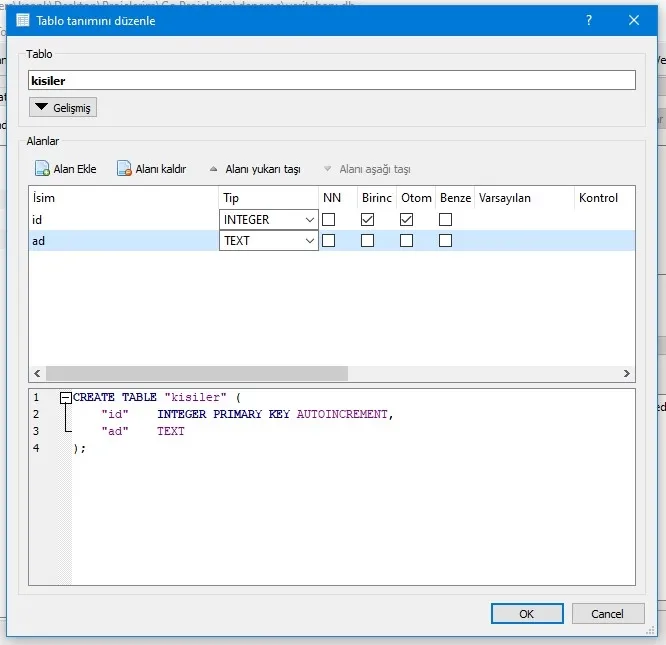 Tablo tanımını düzenle
Tablo
kisiler
Gelişmiş
Alanlar
Alan Ekle Alanı kaldır Alanı yukarı taşı Alanı aşağı taşı
İsim Tip NN Birinc Otom Benze Varsayılan Kontrol
id INTEGER
ad TEXT
1 CREATE TABLE "kisiler" (
2 "id" INTEGER PRIMARY KEY AUTOINCREMENT,
3 "ad" TEXT
4 );
OK Cancel